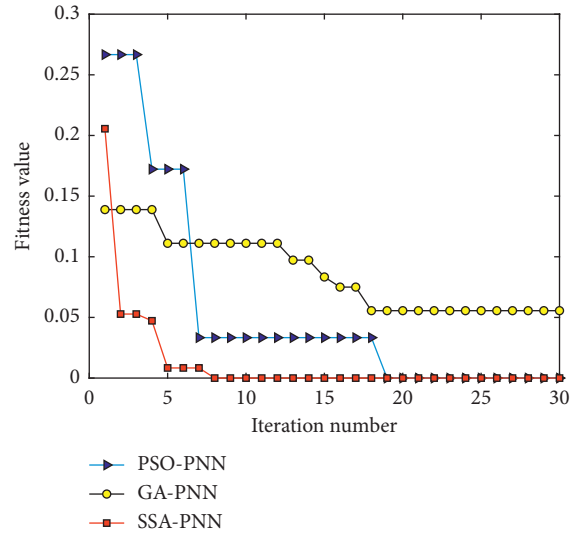 0.3
0.25
0.2
0.15
0.1
0.05
0
Fitness value
0 5 10 15 20 25 30
Iteration number
PSO-PNN
GA-PNN
SSA-PNN